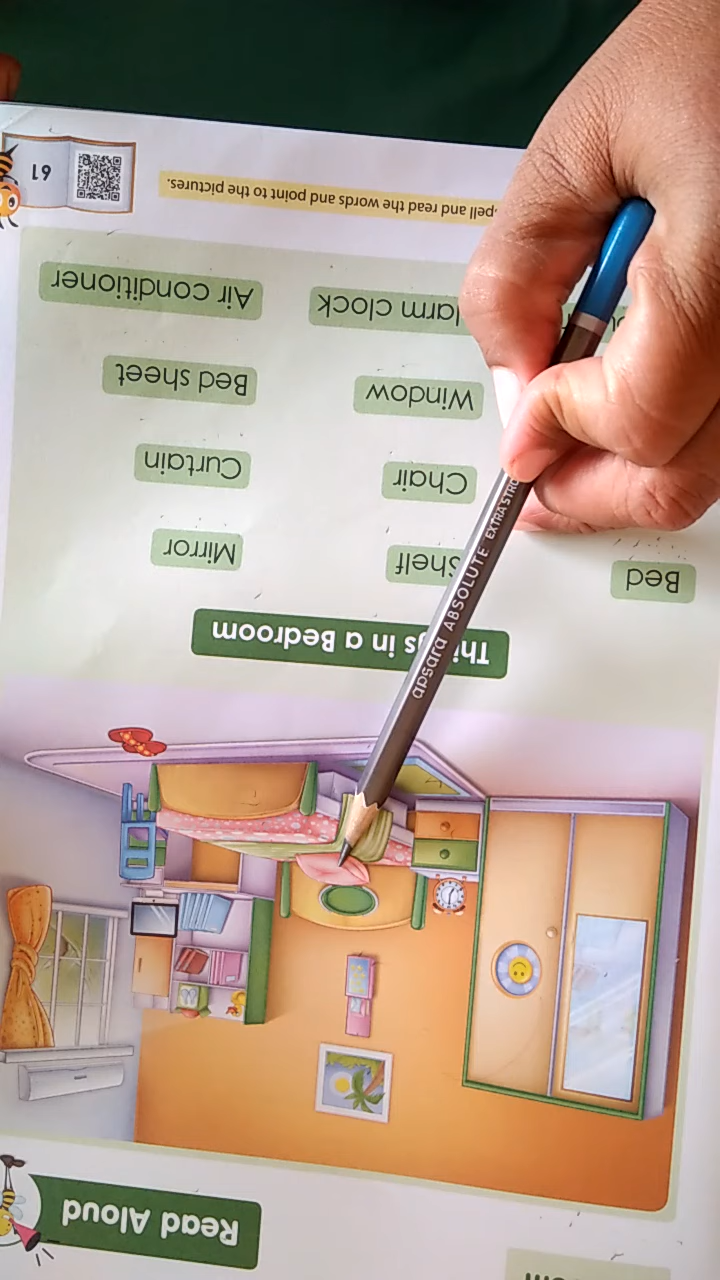 Read Aloud
Things in a Bedroom
Bed Shelf Mirror
Chair Curtain
Window Bed sheet
larm clock Air conditioner
pell and read the words and point to the pictures.
61
apsara ABSOLUTE EXTRA STRO